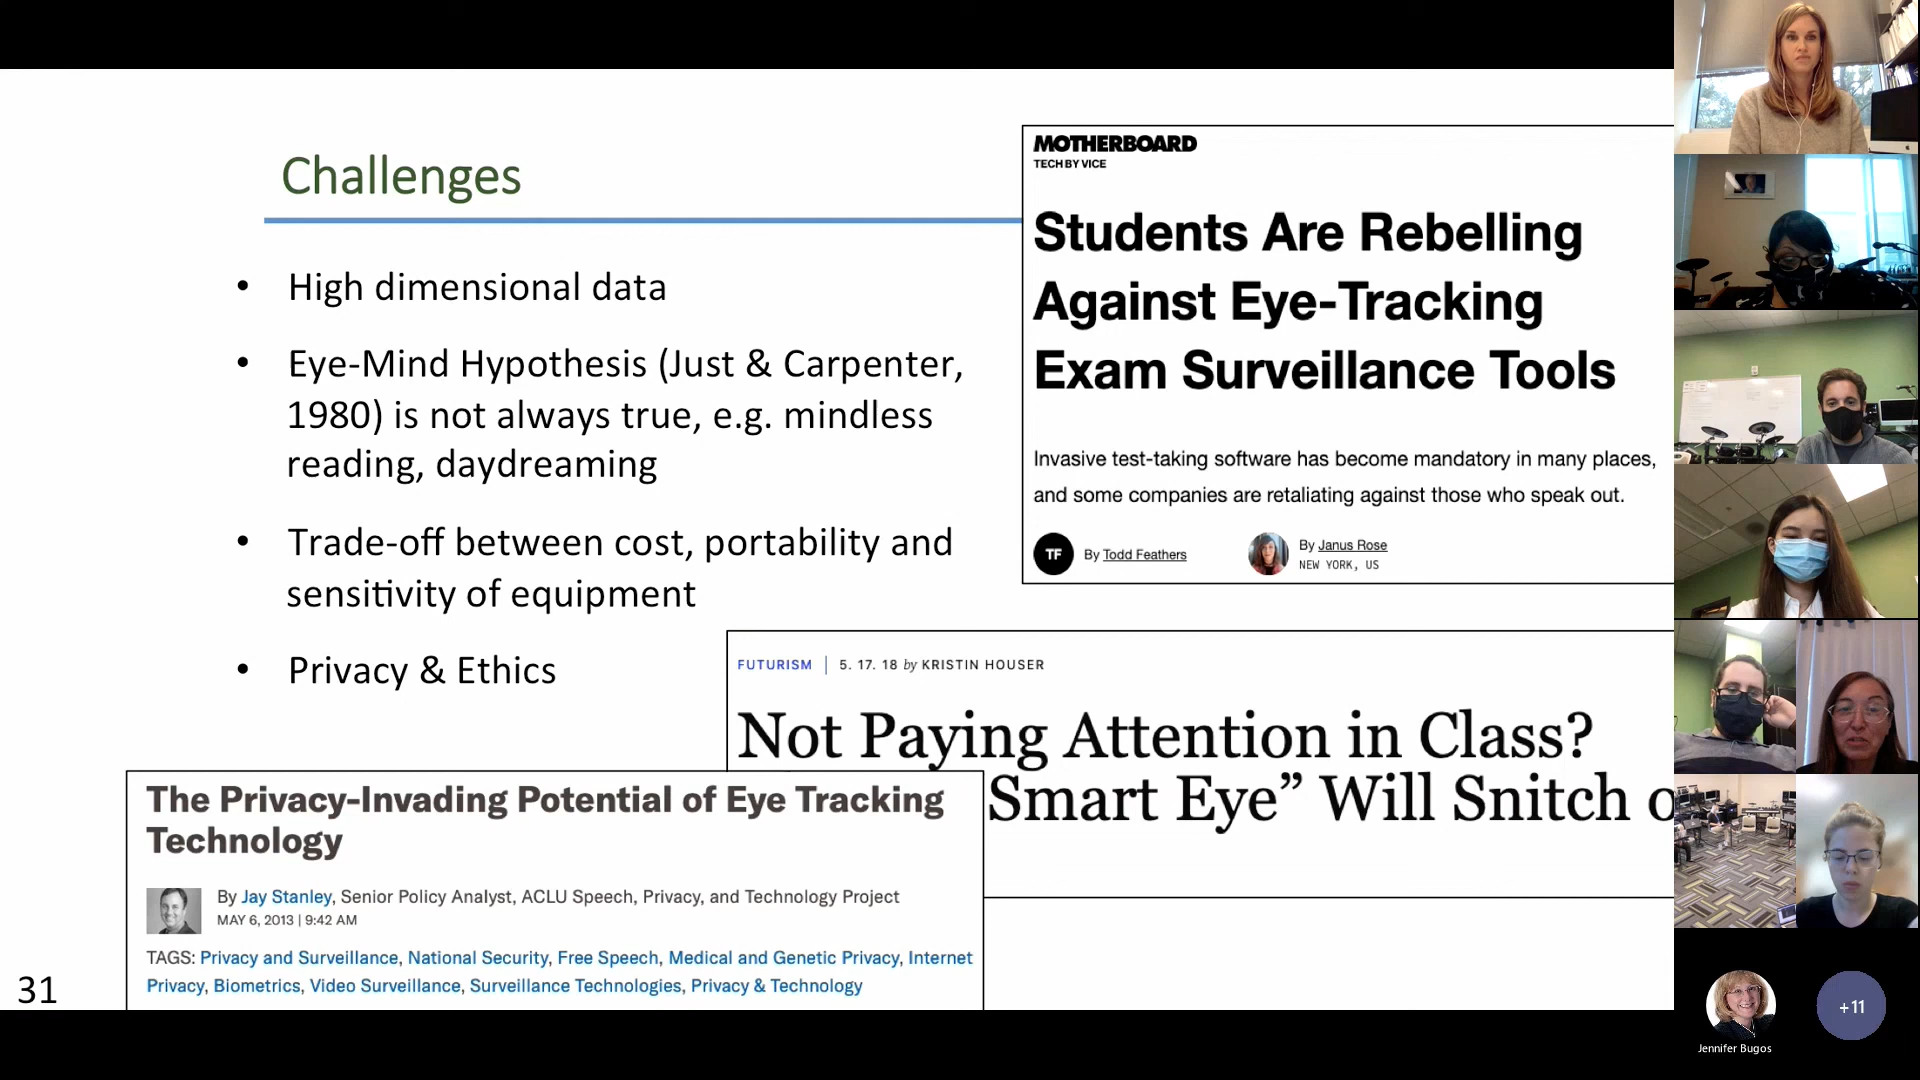 Challenges
• High dimensional data
• Eye-Mind Hypothesis (Just & Carpenter,
1980) is not always true, e.g. mindless
reading, daydreaming
• Trade-off between cost, portability and
sensitivity of equipment
• Privacy & Ethics
MOTHERBOARD
TECH BY VICE
Students Are Rebelling
Against Eye-Tracking
Exam Surveillance Tools
Invasive test-taking software has become mandatory in many places,
and some companies are retaliating against those who speak out.
TF By Todd Feathers
By Janus Rose
NEW YORK, US
FUTURISM | 5. 17. 18 by KRISTIN HOUSER
Not Paying Attention in Class?
Smart Eye” Will Snitch o
The Privacy-Invading Potential of Eye Tracking
Technology
By Jay Stanley, Senior Policy Analyst, ACLU Speech, Privacy, and Technology Project
MAY 6, 2013 | 9:42 AM
TAGS: Privacy and Surveillance, National Security, Free Speech, Medical and Genetic Privacy, Internet
Privacy, Biometrics, Video Surveillance, Surveillance Technologies, Privacy & Technology
31
+11
Jennifer Bugos